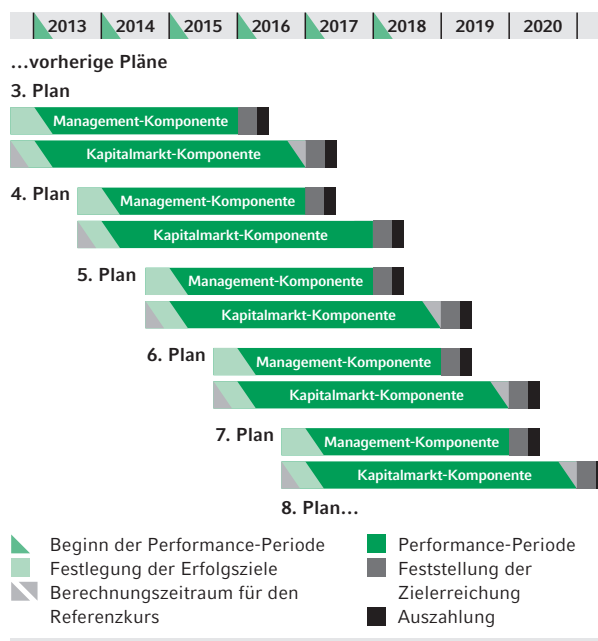 2013 2014 2015 2016 2017 2018 2019 2020
...vorherige Pläne
3. Plan
Management-Komponente
Kapitalmarkt-Komponente
4. Plan
Management-Komponente
Kapitalmarkt-Komponente
5. Plan
Management-Komponente
Kapitalmarkt-Komponente
6. Plan
Management-Komponente
Kapitalmarkt-Komponente
7. Plan
Management-Komponente
Kapitalmarkt-Komponente
8. Plan...
Beginn der Performance-Periode
Festlegung der Erfolgsziele
Berechnungszeitraum für den
Referenzkurs
Performance-Periode
Feststellung der
Zielerreichung
Auszahlung